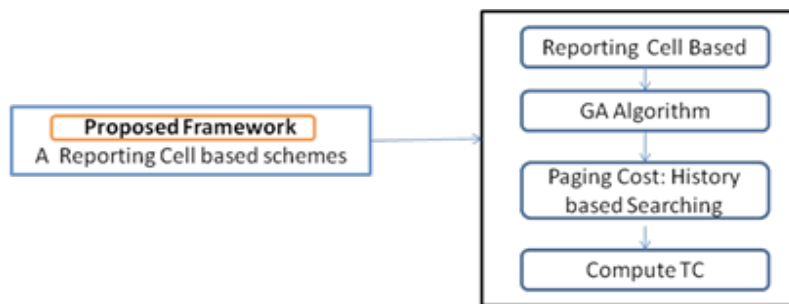 Proposed Framework
A Reporting Cell based schemes
Reporting Cell Based
GA Algorithm
Paging Cost: History
based Searching
Compute TC